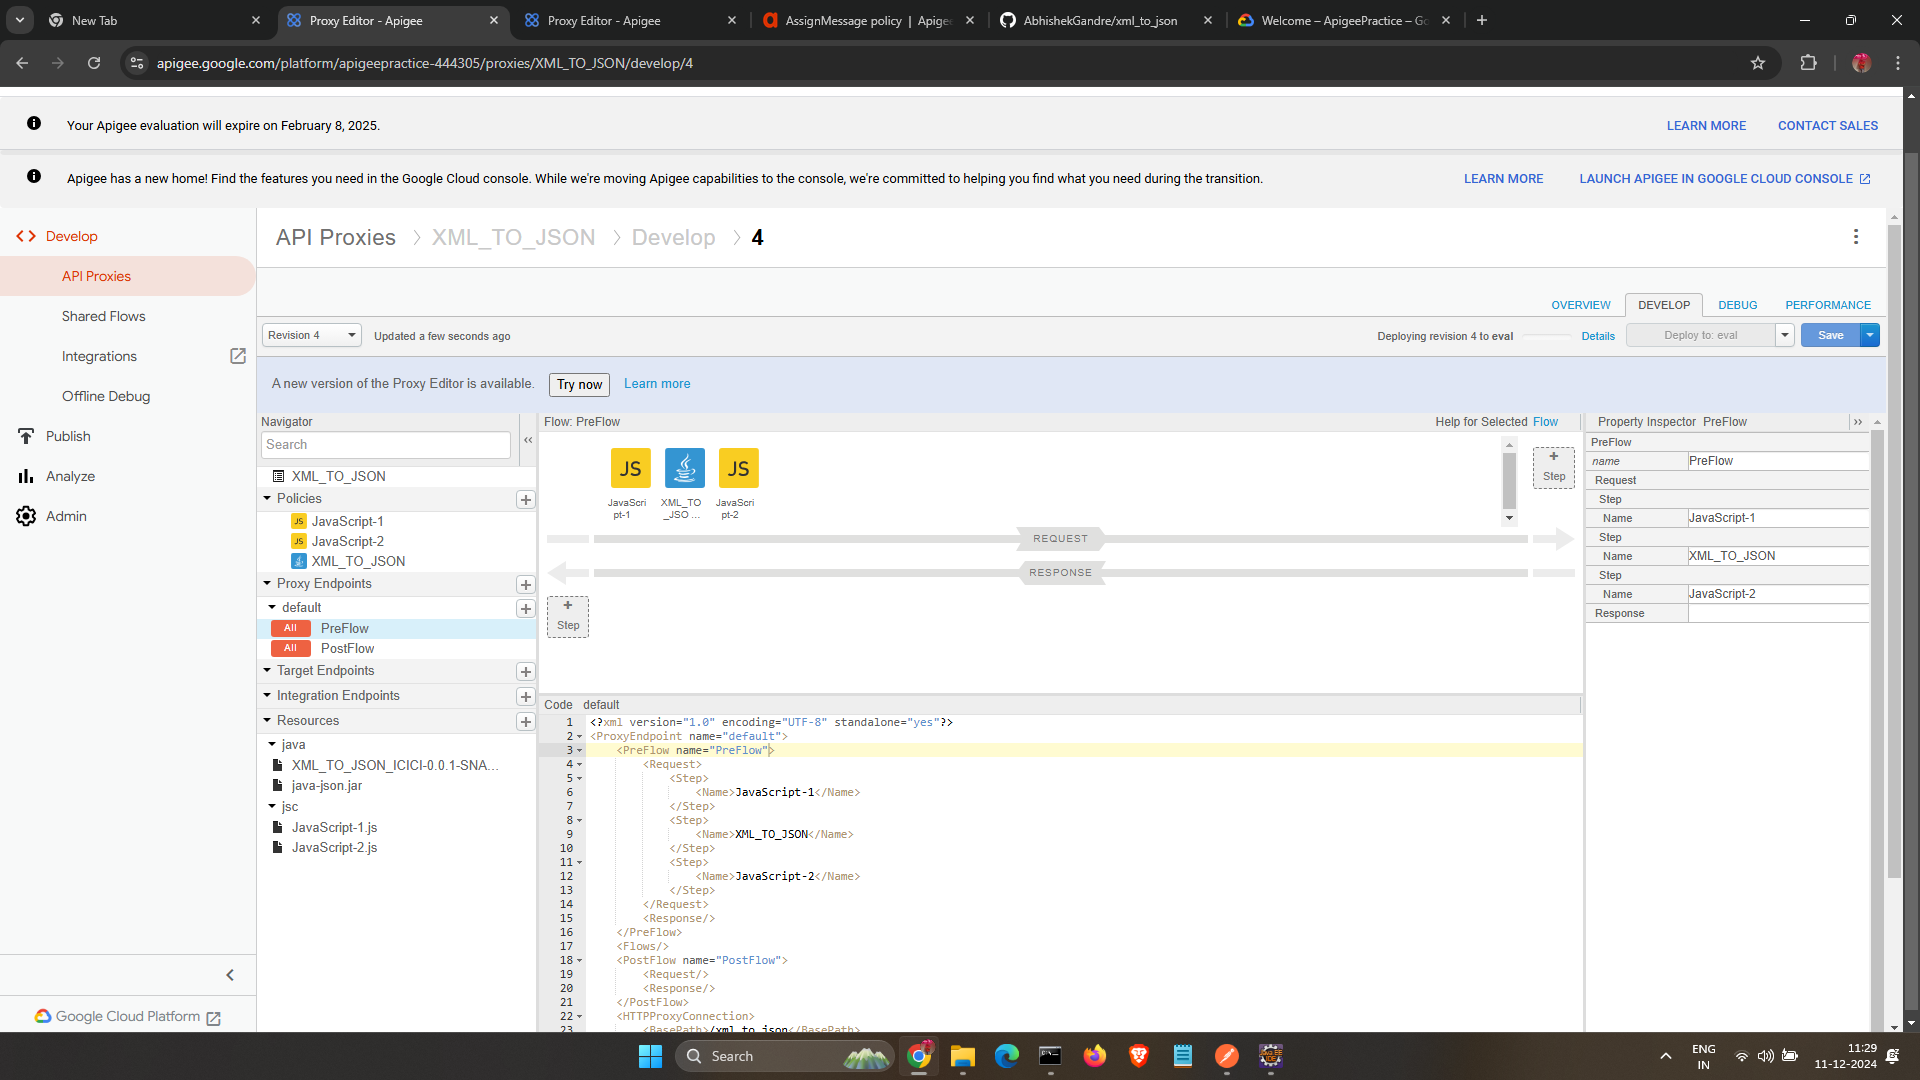 New Tab
Proxy Editor - Apigee
Proxy Editor - Apigee
AssignMessage policy | Apigee
AbhishekGandre/xml_to_json
Welcome – ApigeePractice – Go
apigee.google.com/platform/apigeepractice-444305/proxies/XML_TO_JSON/develop/4
Your Apigee evaluation will expire on February 8, 2025.
LEARN MORE
CONTACT SALES
Apigee has a new home! Find the features you need in the Google Cloud console. While we're moving Apigee capabilities to the console, we're committed to helping you find what you need during the transition.
LEARN MORE
LAUNCH APIGEE IN GOOGLE CLOUD CONSOLE
Develop
API Proxies
Shared Flows
Integrations
Offline Debug
Publish
Analyze
Admin
Google Cloud Platform
API Proxies
XML_TO_JSON
Develop
4
OVERVIEW
DEVELOP
DEBUG
PERFORMANCE
Revision 4
Updated a few seconds ago
Deploying revision 4 to eval
Details
Deploy to: eval
Save
A new version of the Proxy Editor is available.
Try now
Learn more
Navigator
Search
XML_TO_JSON
Policies
JS JavaScript-1
JS JavaScript-2
XML_TO_JSON
Proxy Endpoints
default
All PreFlow
All PostFlow
Target Endpoints
Integration Endpoints
Resources
java
XML_TO_JSON_ICICI-0.0.1-SNA...
java-json.jar
jsc
JavaScript-1.js
JavaScript-2.js
Flow: PreFlow
Help for Selected Flow
JS
JS
JavaScri
pt-1
XML_TO
_JSO ...
JavaScri
pt-2
+
Step
REQUEST
RESPONSE
+
Step
Code default
1 <?xml version="1.0" encoding="UTF-8" standalone="yes"?>
2 <ProxyEndpoint name="default">
3 <PreFlow name="PreFlow">
4 <Request>
5 <Step>
6 <Name>JavaScript-1</Name>
7 </Step>
8 <Step>
9 <Name>XML_TO_JSON</Name>
10 </Step>
11 <Step>
12 <Name>JavaScript-2</Name>
13 </Step>
14 </Request>
15 <Response/>
16 </PreFlow>
17 <Flows/>
18 <PostFlow name="PostFlow">
19 <Request/>
20 <Response/>
21 </PostFlow>
22 <HTTPProxyConnection>
23 <BasePath>/xml_to_json</BasePath>
Property Inspector PreFlow
PreFlow
name PreFlow
Request
Step
Name JavaScript-1
Step
Name XML_TO_JSON
Step
Name JavaScript-2
Response
Search
ENG
IN
11:29
11-12-2024